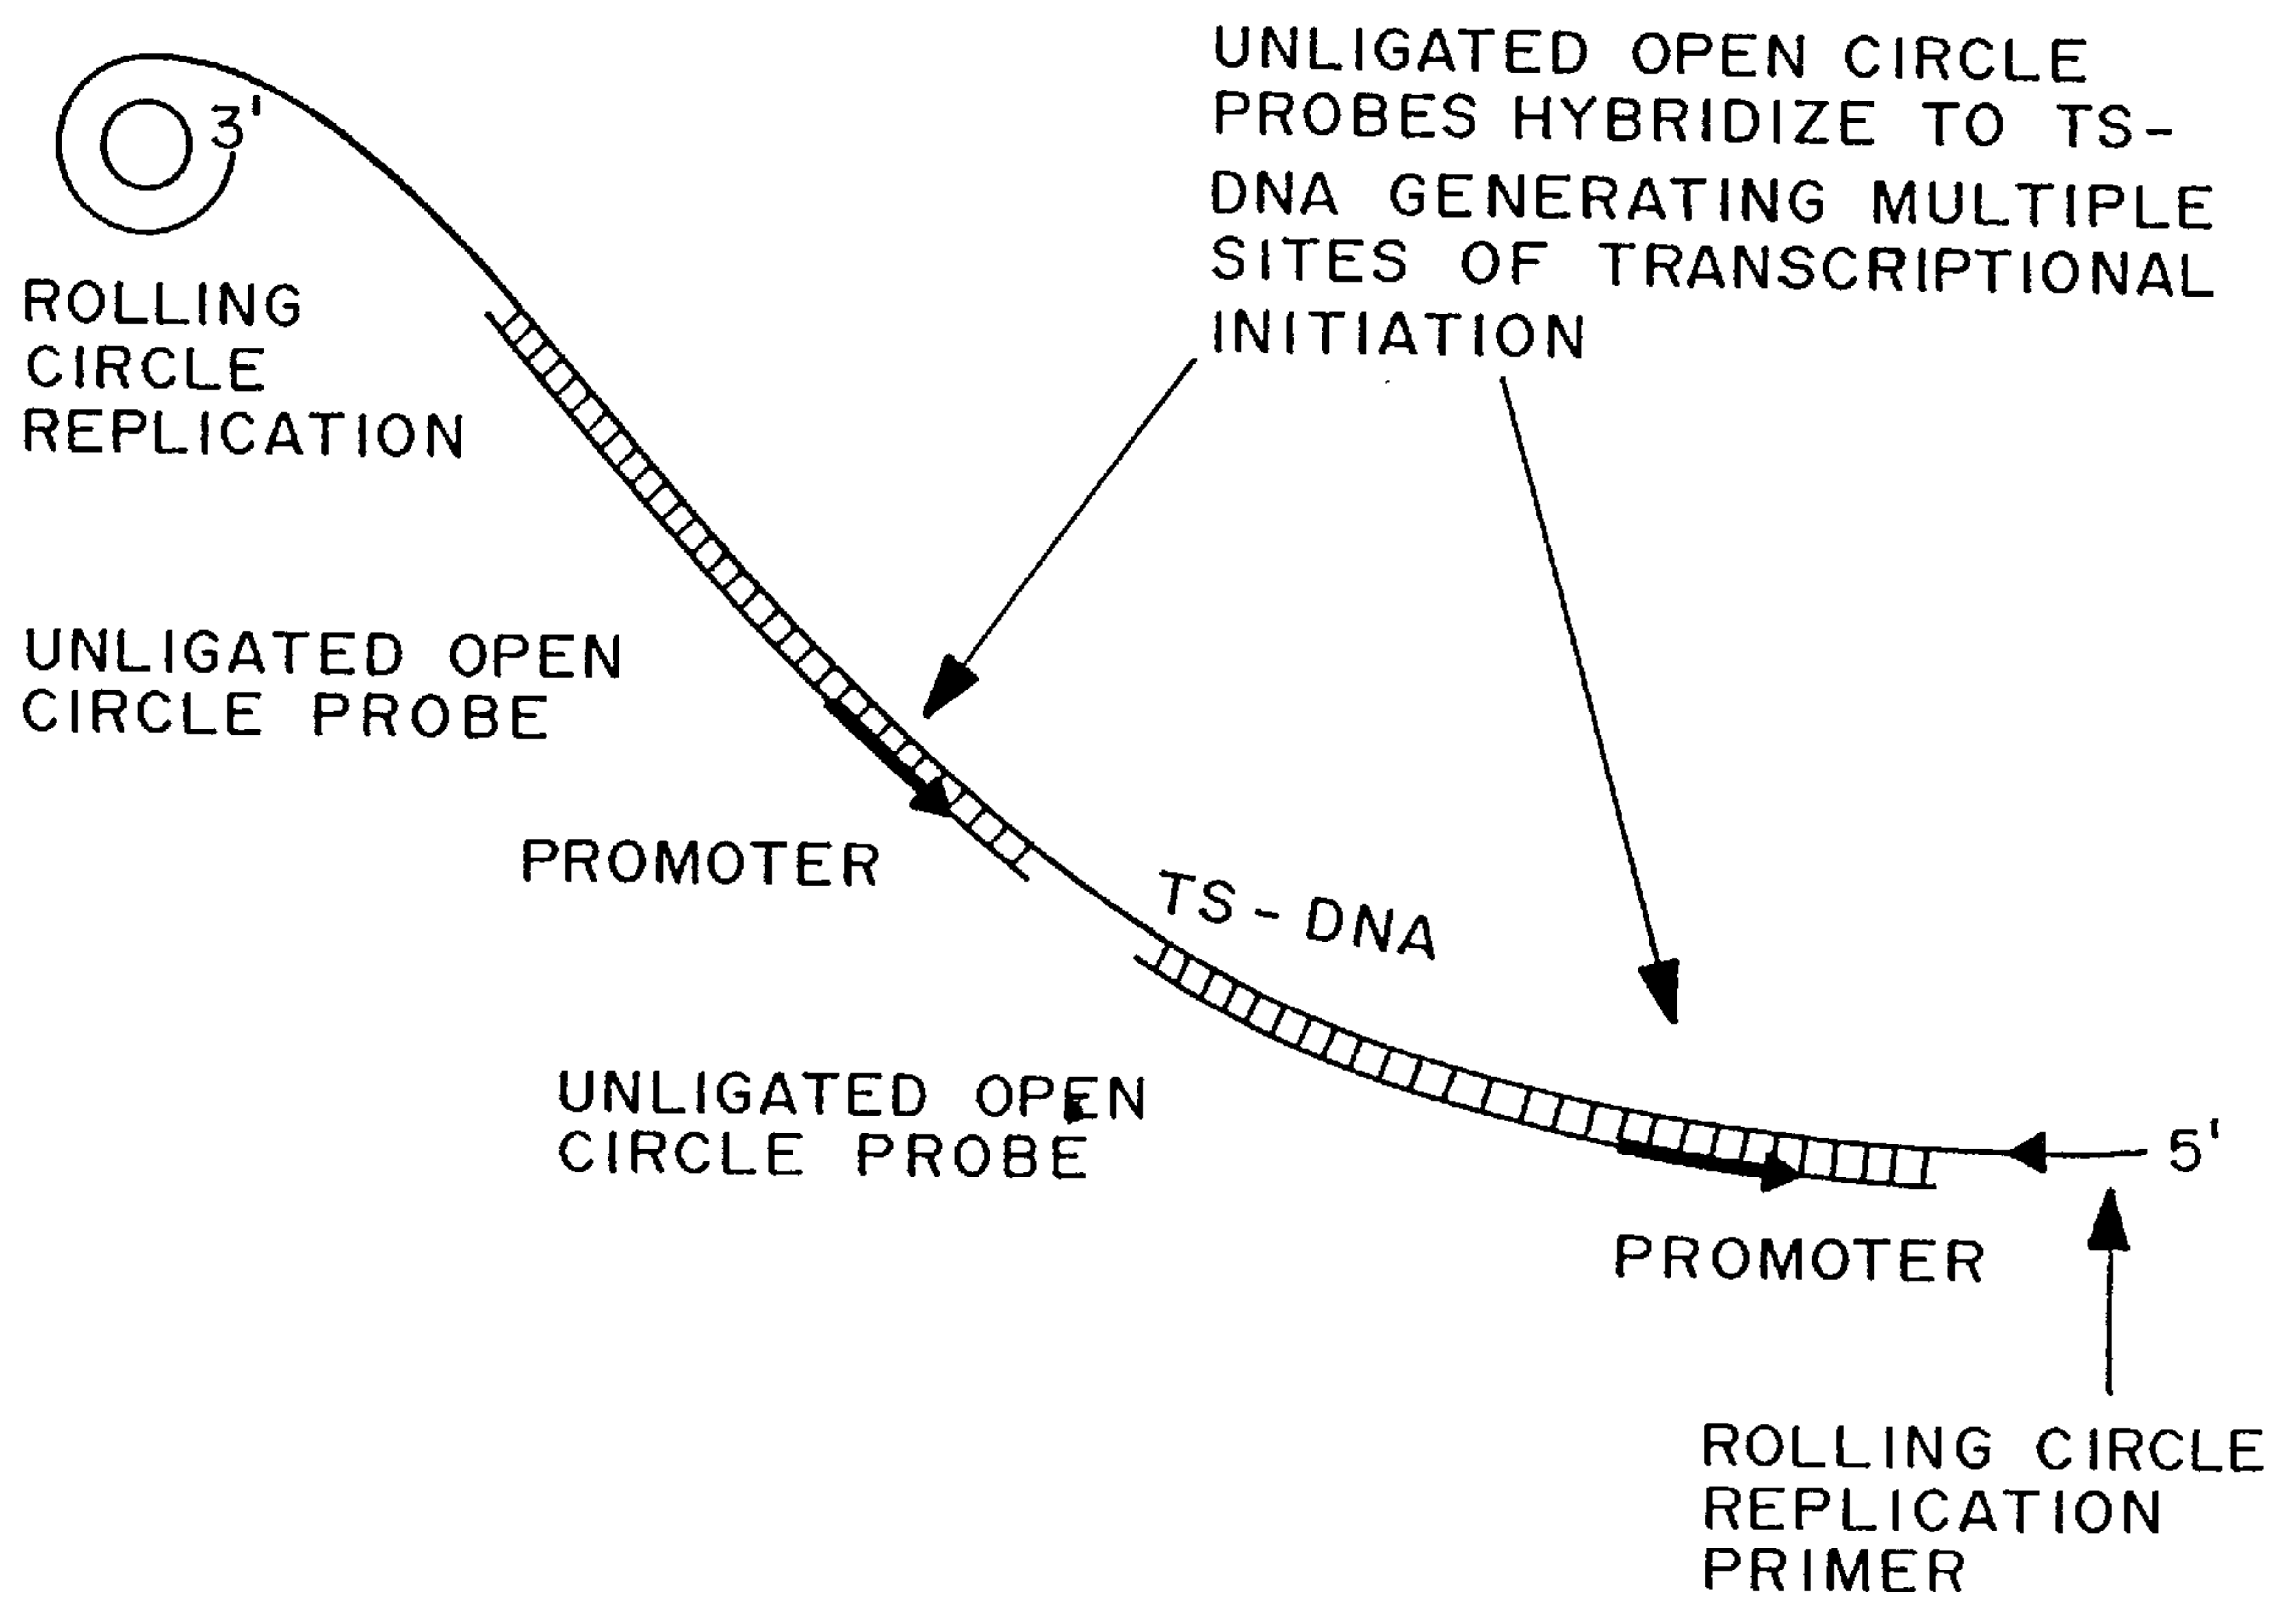 UNLIGATED OPEN CIRCLE
PROBES HYBRIDIZE TO TS-
DNA GENERATING MULTIPLE
SITES OF TRANSCRIPTIONAL
INITIATION
3'
ROLLING
CIRCLE
REPLICATION
UNLIGATED OPEN
CIRCLE PROBE
PROMOTER
TS-DNA
UNLIGATED OPEN
CIRCLE PROBE
5'
PROMOTER
ROLLING CIRCLE
REPLICATION
PRIMER